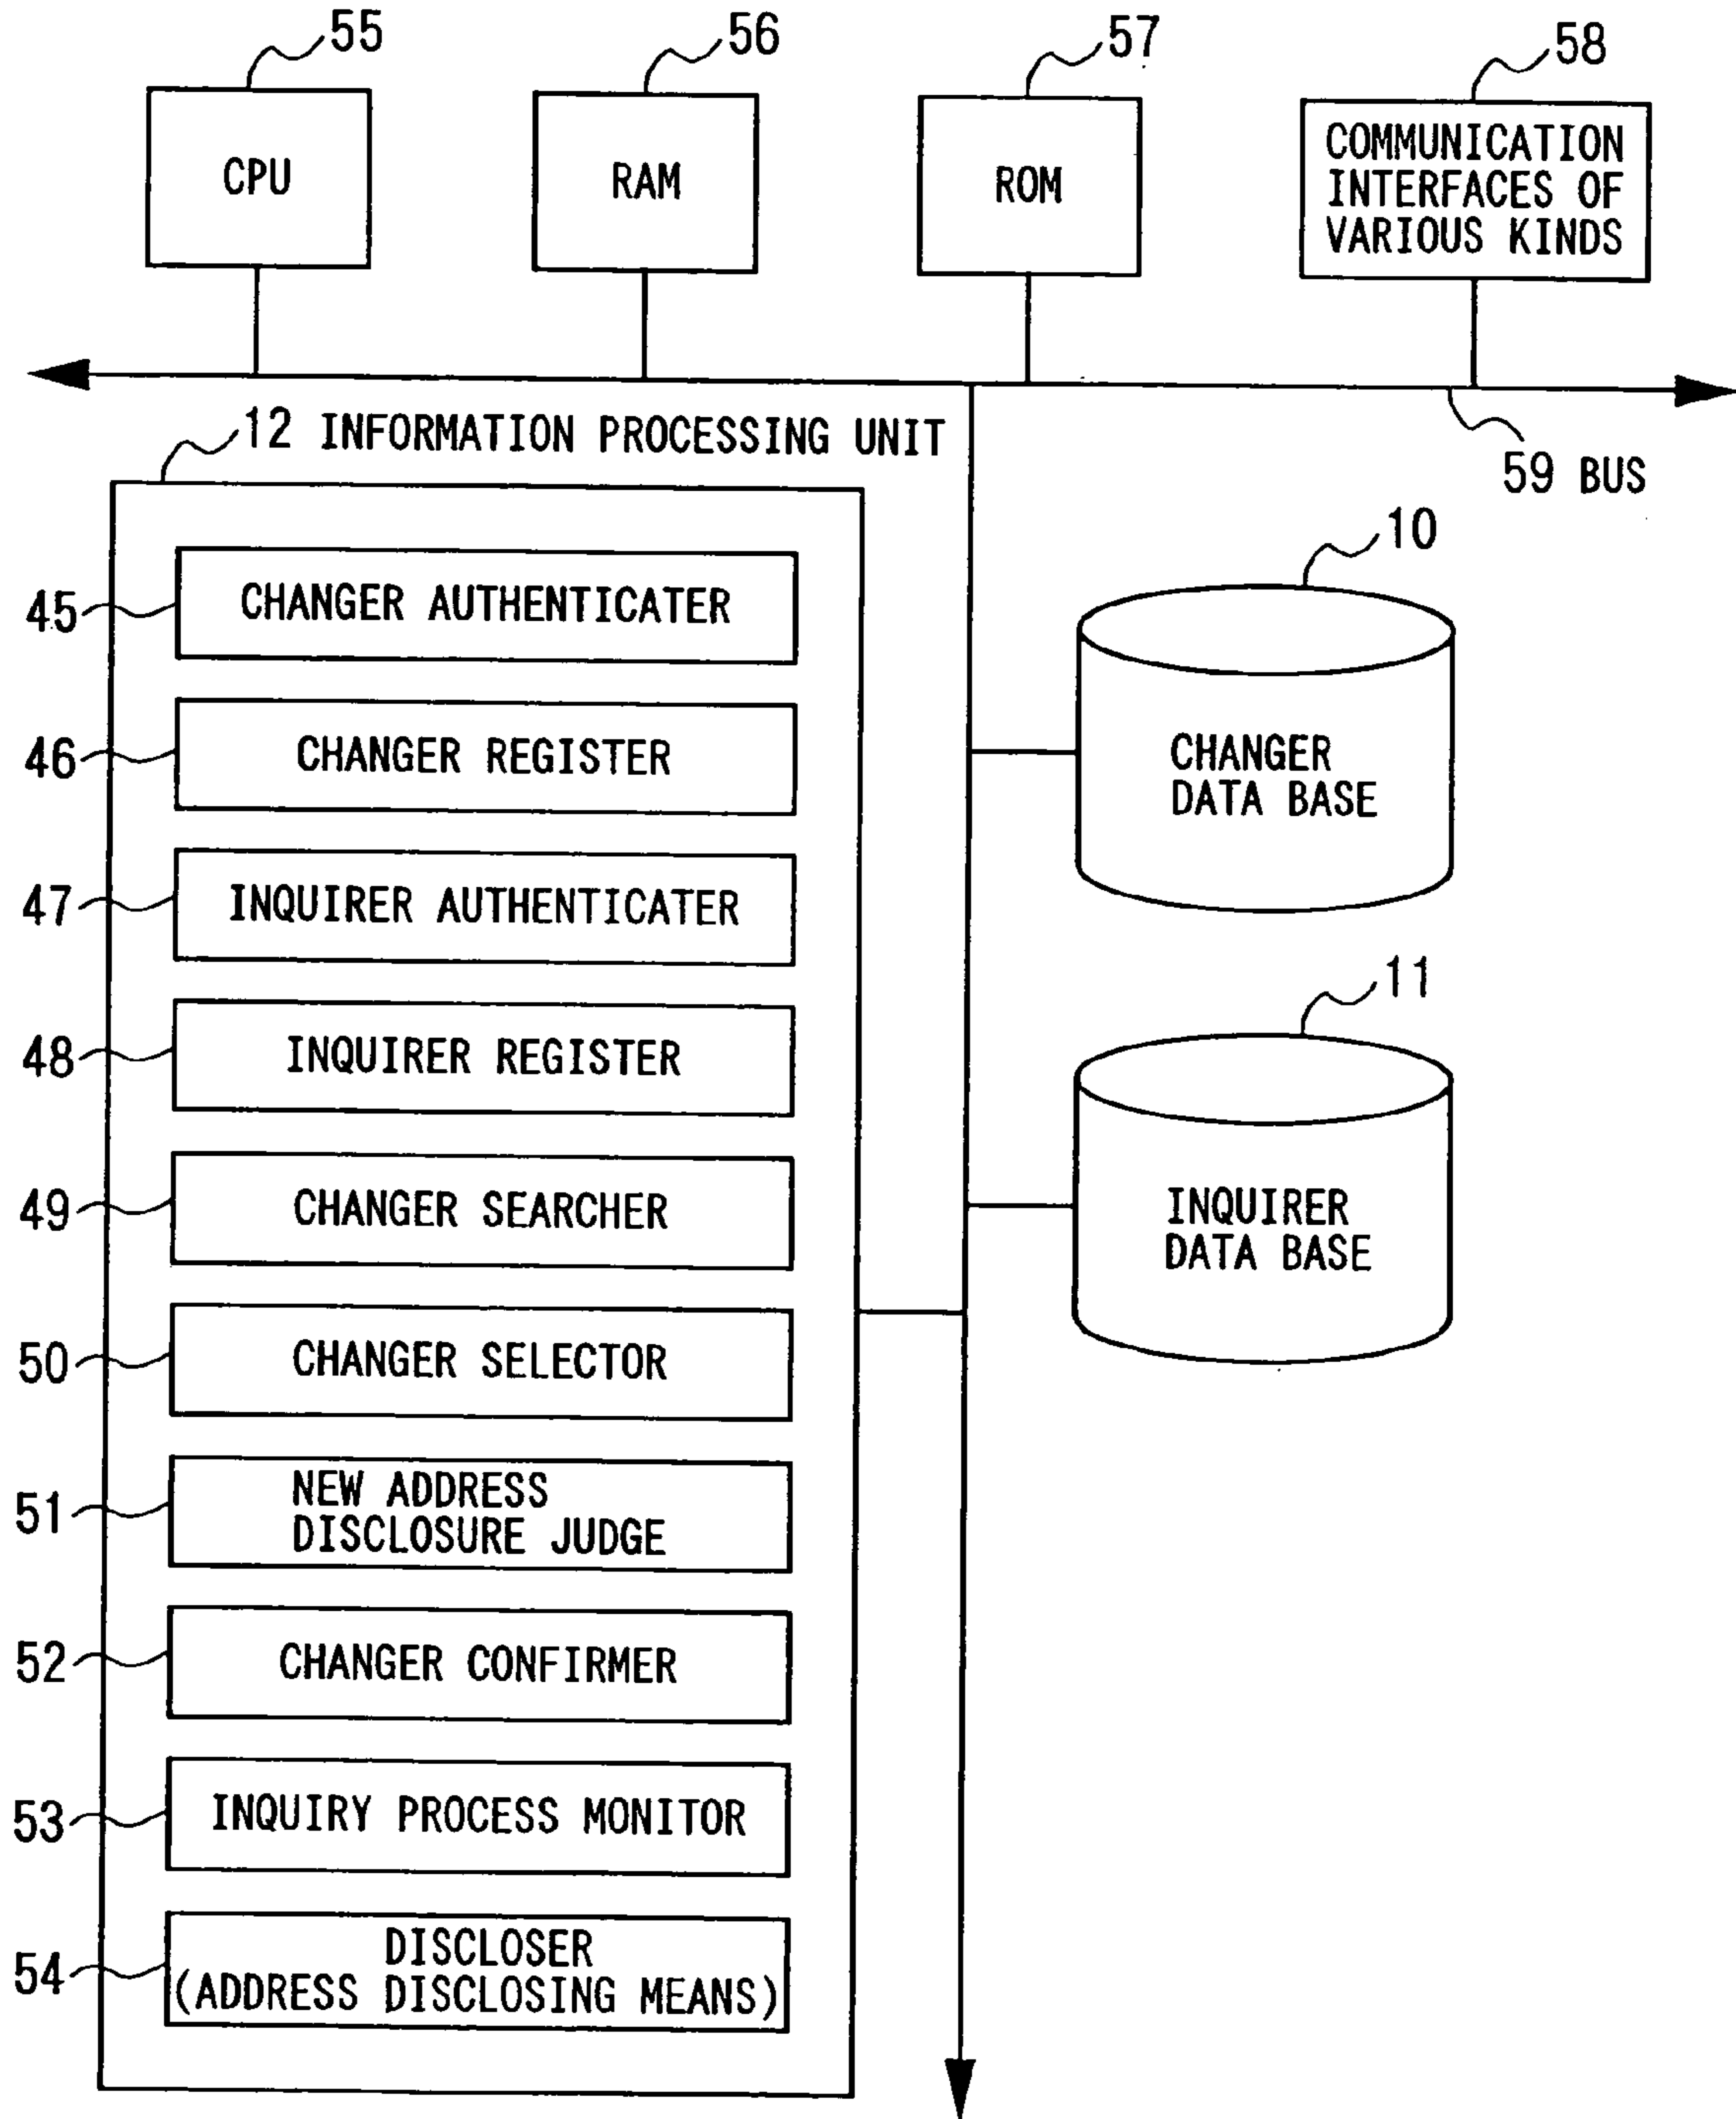 55
56
57
58
CPU
RAM
ROM
COMMUNICATION
INTERFACES OF
VARIOUS KINDS
12 INFORMATION PROCESSING UNIT
59 BUS
45
CHANGER AUTHENTICATER
46
CHANGER REGISTER
47
INQUIRER AUTHENTICATER
48
INQUIRER REGISTER
49
CHANGER SEARCHER
50
CHANGER SELECTOR
51
NEW ADDRESS
DISCLOSURE JUDGE
52
CHANGER CONFIRMER
53
INQUIRY PROCESS MONITOR
54
DISCLOSER
(ADDRESS DISCLOSING MEANS)
10
CHANGER
DATA BASE
11
INQUIRER
DATA BASE